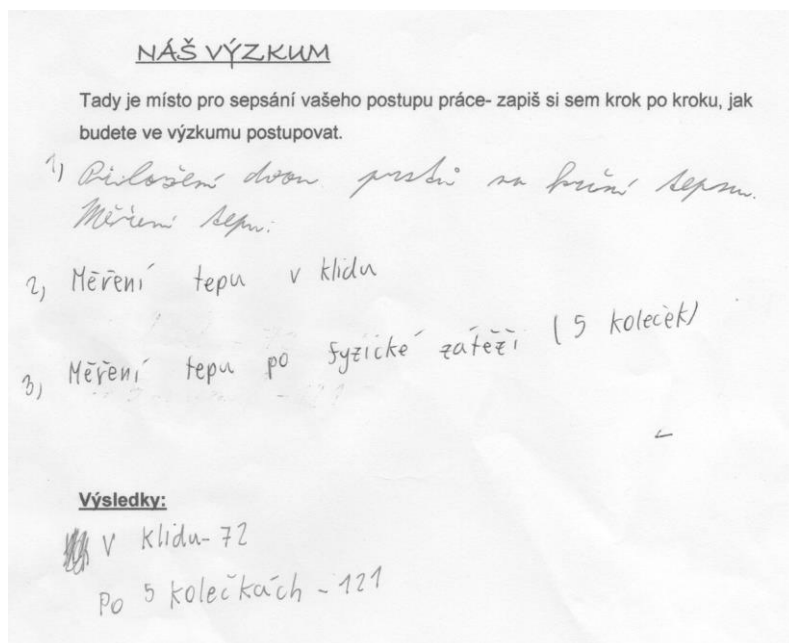 NÁŠ VÝZKUM
Tady je místo pro sepsání vašeho postupu práce- zapiš si sem krok po kroku, jak
budete ve výzkumu postupovat.
1) Přiložení dvou prstů na krční tepnu.
Měření tepu.
2) Měření tepu v klidu
3) Měření tepu po fyzické zátěži (5 koleček)
Výsledky:
V klidu- 72
Po 5 kolečkách - 121